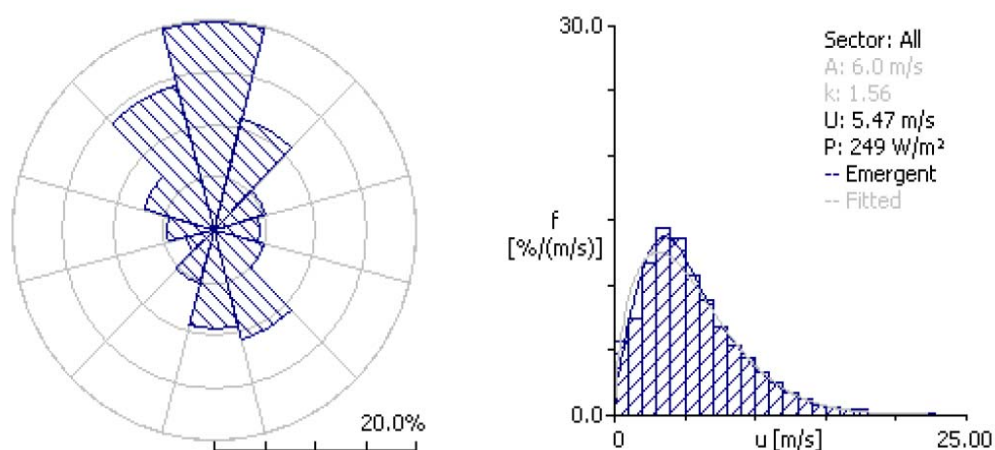 20.0%
30.0
f
[%/(m/s)]
0.0
0
u [m/s]
25.00
Sector: All
A: 6.0 m/s
k: 1.56
U: 5.47 m/s
P: 249 W/m²
-- Emergent
-- Fitted